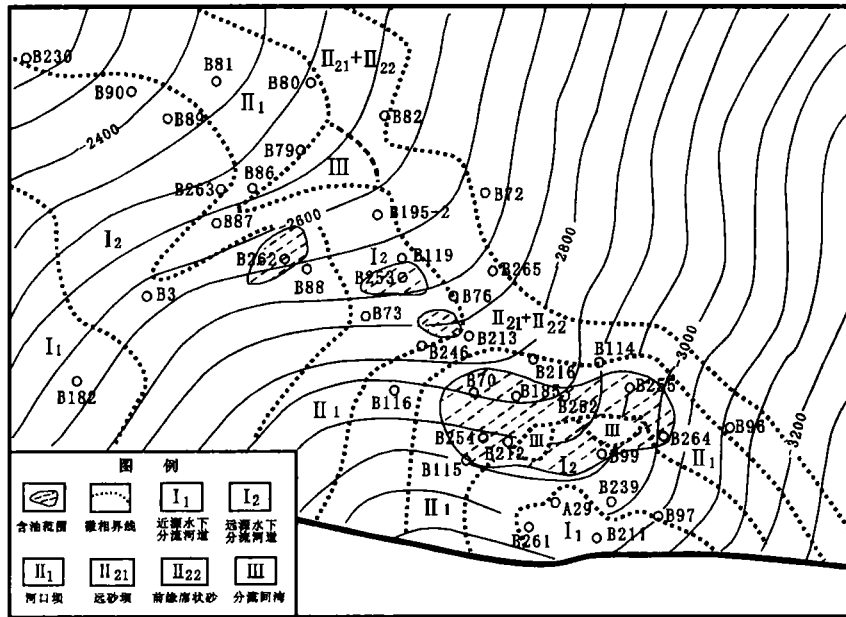 B230
B81
B80
II21+II22
B90
II1
B89
B82
-2400
B79
III
B263
B86
B72
B195-2
-2600
B87
I2
B262
I2
B119
B253
B265
-2800
B88
B3
B76
B73
II21+II22
B213
I1
B246
B114
B216
-3000
B182
B70
B185
B252
B255
II1
B116
B96
-3200
B254
III
III
B264
B212
B99
II1
B115
I2
II1
A29
B239
B97
B261
I1
B211
图 例
I1
I2
含油范围
微相界线
近源水下
分流河道
远源水下
分流河道
II1
II21
II22
III
河口坝
远砂坝
前缘席状砂
分流间湾